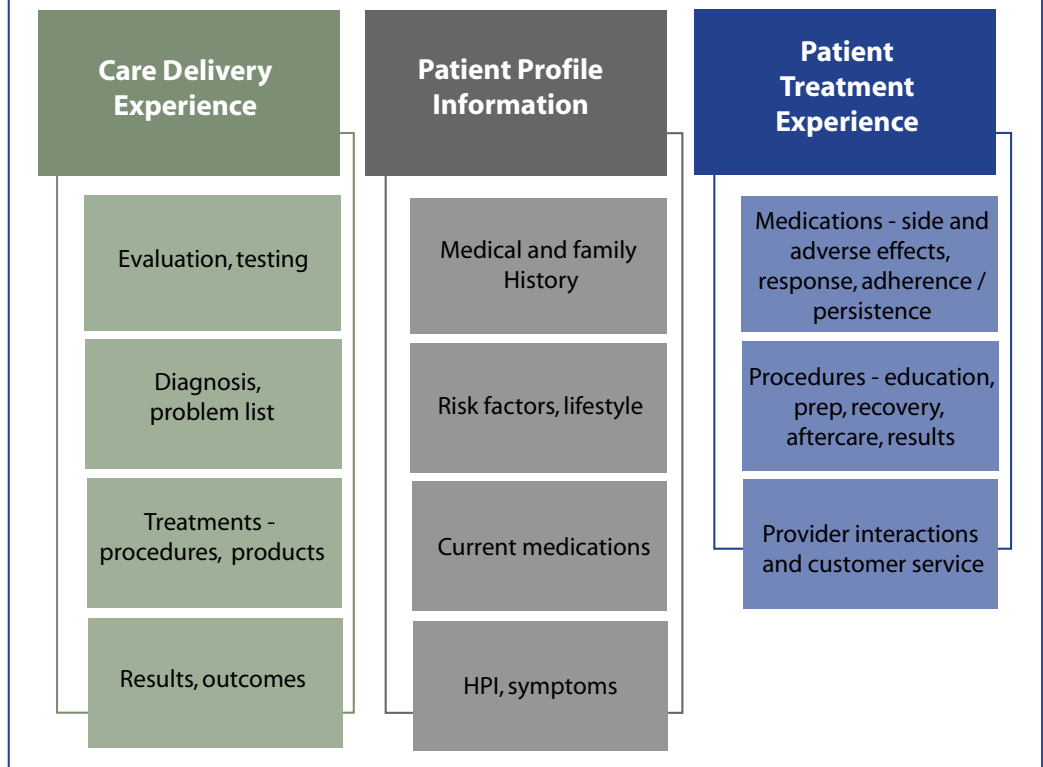 Care Delivery
Experience
Evaluation, testing
Diagnosis,
problem list
Treatments -
procedures, products
Results, outcomes
Patient Profile
Information
Medical and family
History
Risk factors, lifestyle
Current medications
HPI, symptoms
Patient
Treatment
Experience
Medications - side and
adverse effects,
response, adherence /
persistence
Procedures - education,
prep, recovery,
aftercare, results
Provider interactions
and customer service